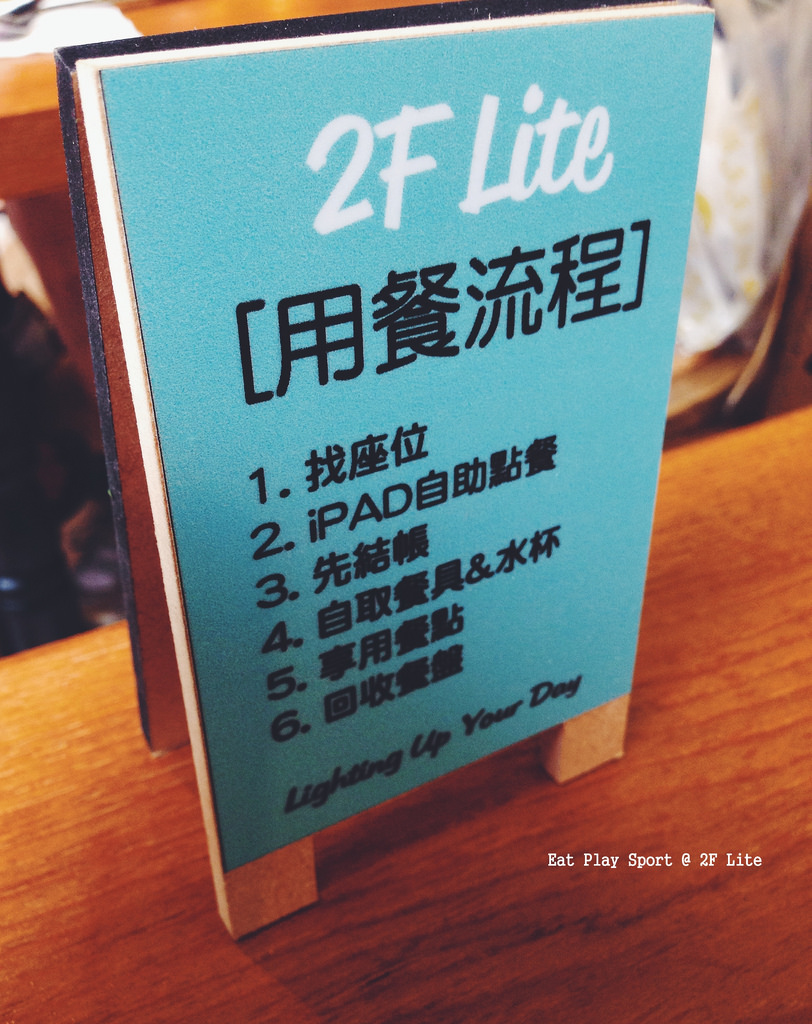 2F Lite
[用餐流程]
1. 找座位
2. iPAD自助點餐
3. 先結帳
4. 自取餐具&水杯
5. 享用餐點
6. 回收餐盤
Lighting Up Your Day
Eat Play Sport @ 2F Lite